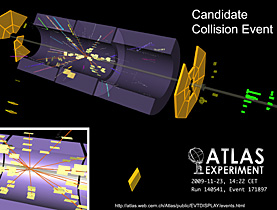 Candidate
Collision Event
ATLAS
EXPERIMENT
2009-11-23, 14:22 CET
Run 140541, Event 171897
http://atlas.web.cern.ch/Atlas/public/EVTDISPLAY/events.html